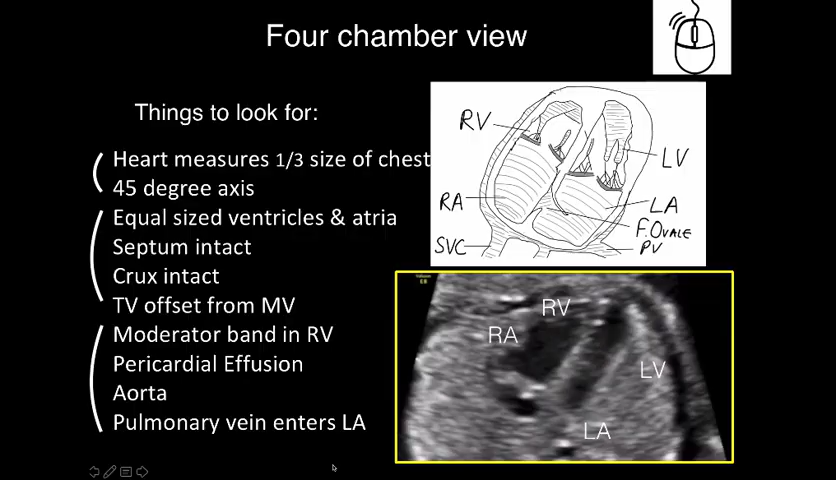 Four chamber view
Things to look for:
Heart measures 1/3 size of chest
45 degree axis
Equal sized ventricles & atria
Septum intact
Crux intact
TV offset from MV
Moderator band in RV
Pericardial Effusion
Aorta
Pulmonary vein enters LA
RV
LV
RA
LA
F.OVALE
SVC
PV
RV
RA
LV
LA